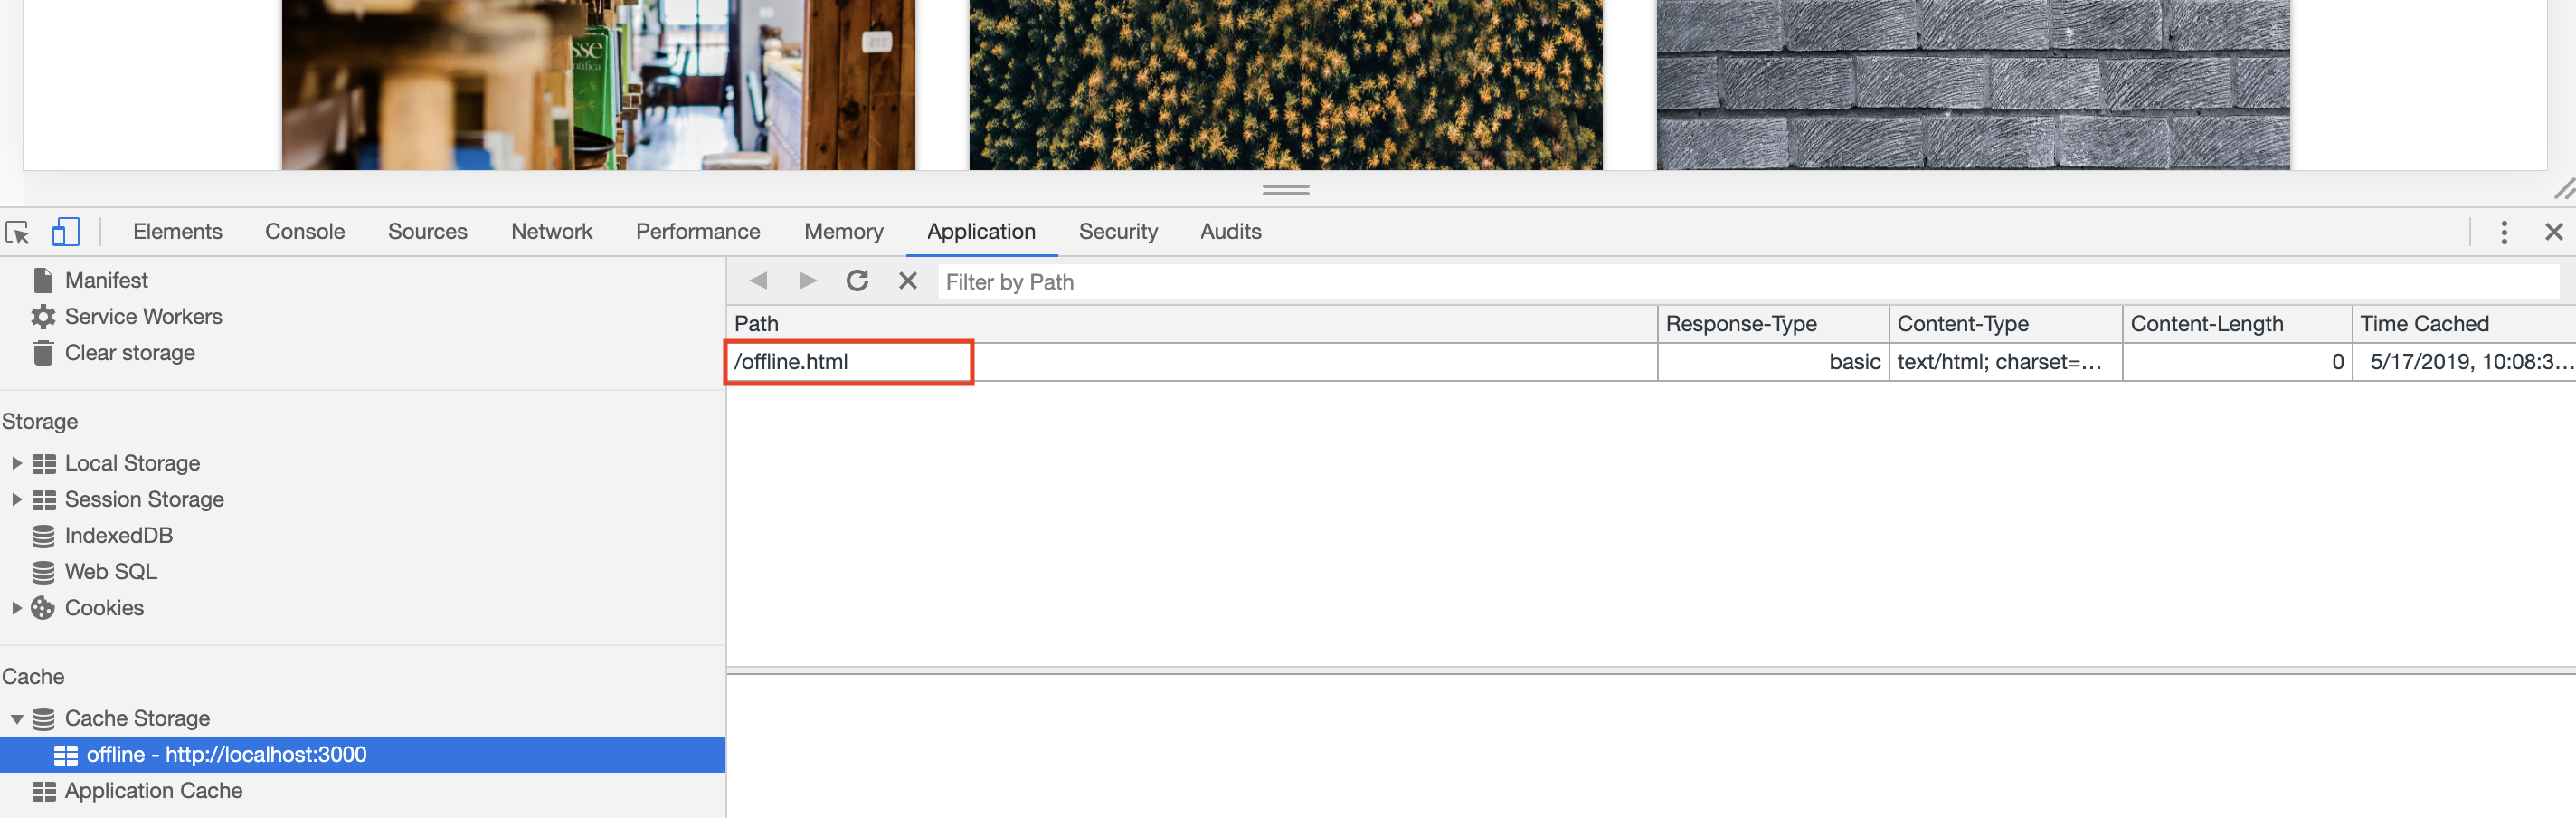 sse
ntifica
Elements Console Sources Network Performance Memory Application Security Audits
Manifest
Service Workers
Clear storage
Storage
Local Storage
Session Storage
IndexedDB
Web SQL
Cookies
Cache
Cache Storage
offline - http://localhost:3000
Application Cache
Filter by Path
Path Response-Type Content-Type Content-Length Time Cached
/offline.html basic text/html; charset=... 0 5/17/2019, 10:08:3...